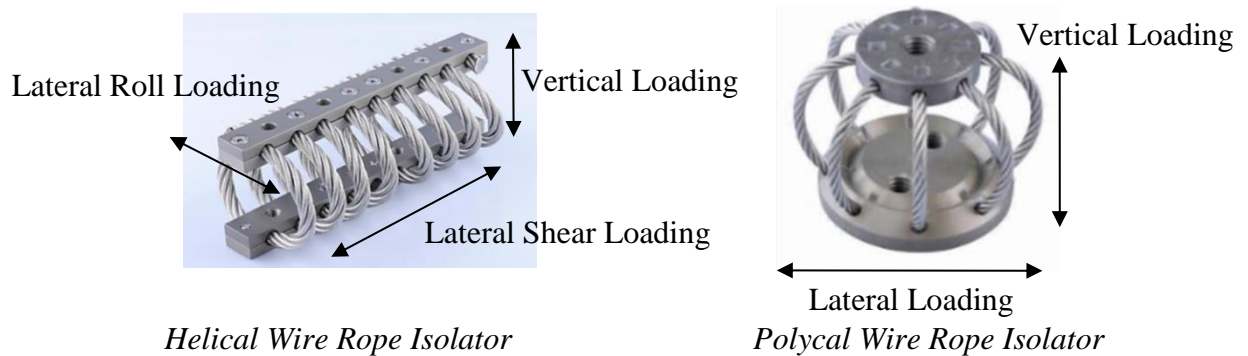 Lateral Roll Loading
Vertical Loading
Lateral Shear Loading
Helical Wire Rope Isolator
Vertical Loading
Lateral Loading
Polycal Wire Rope Isolator